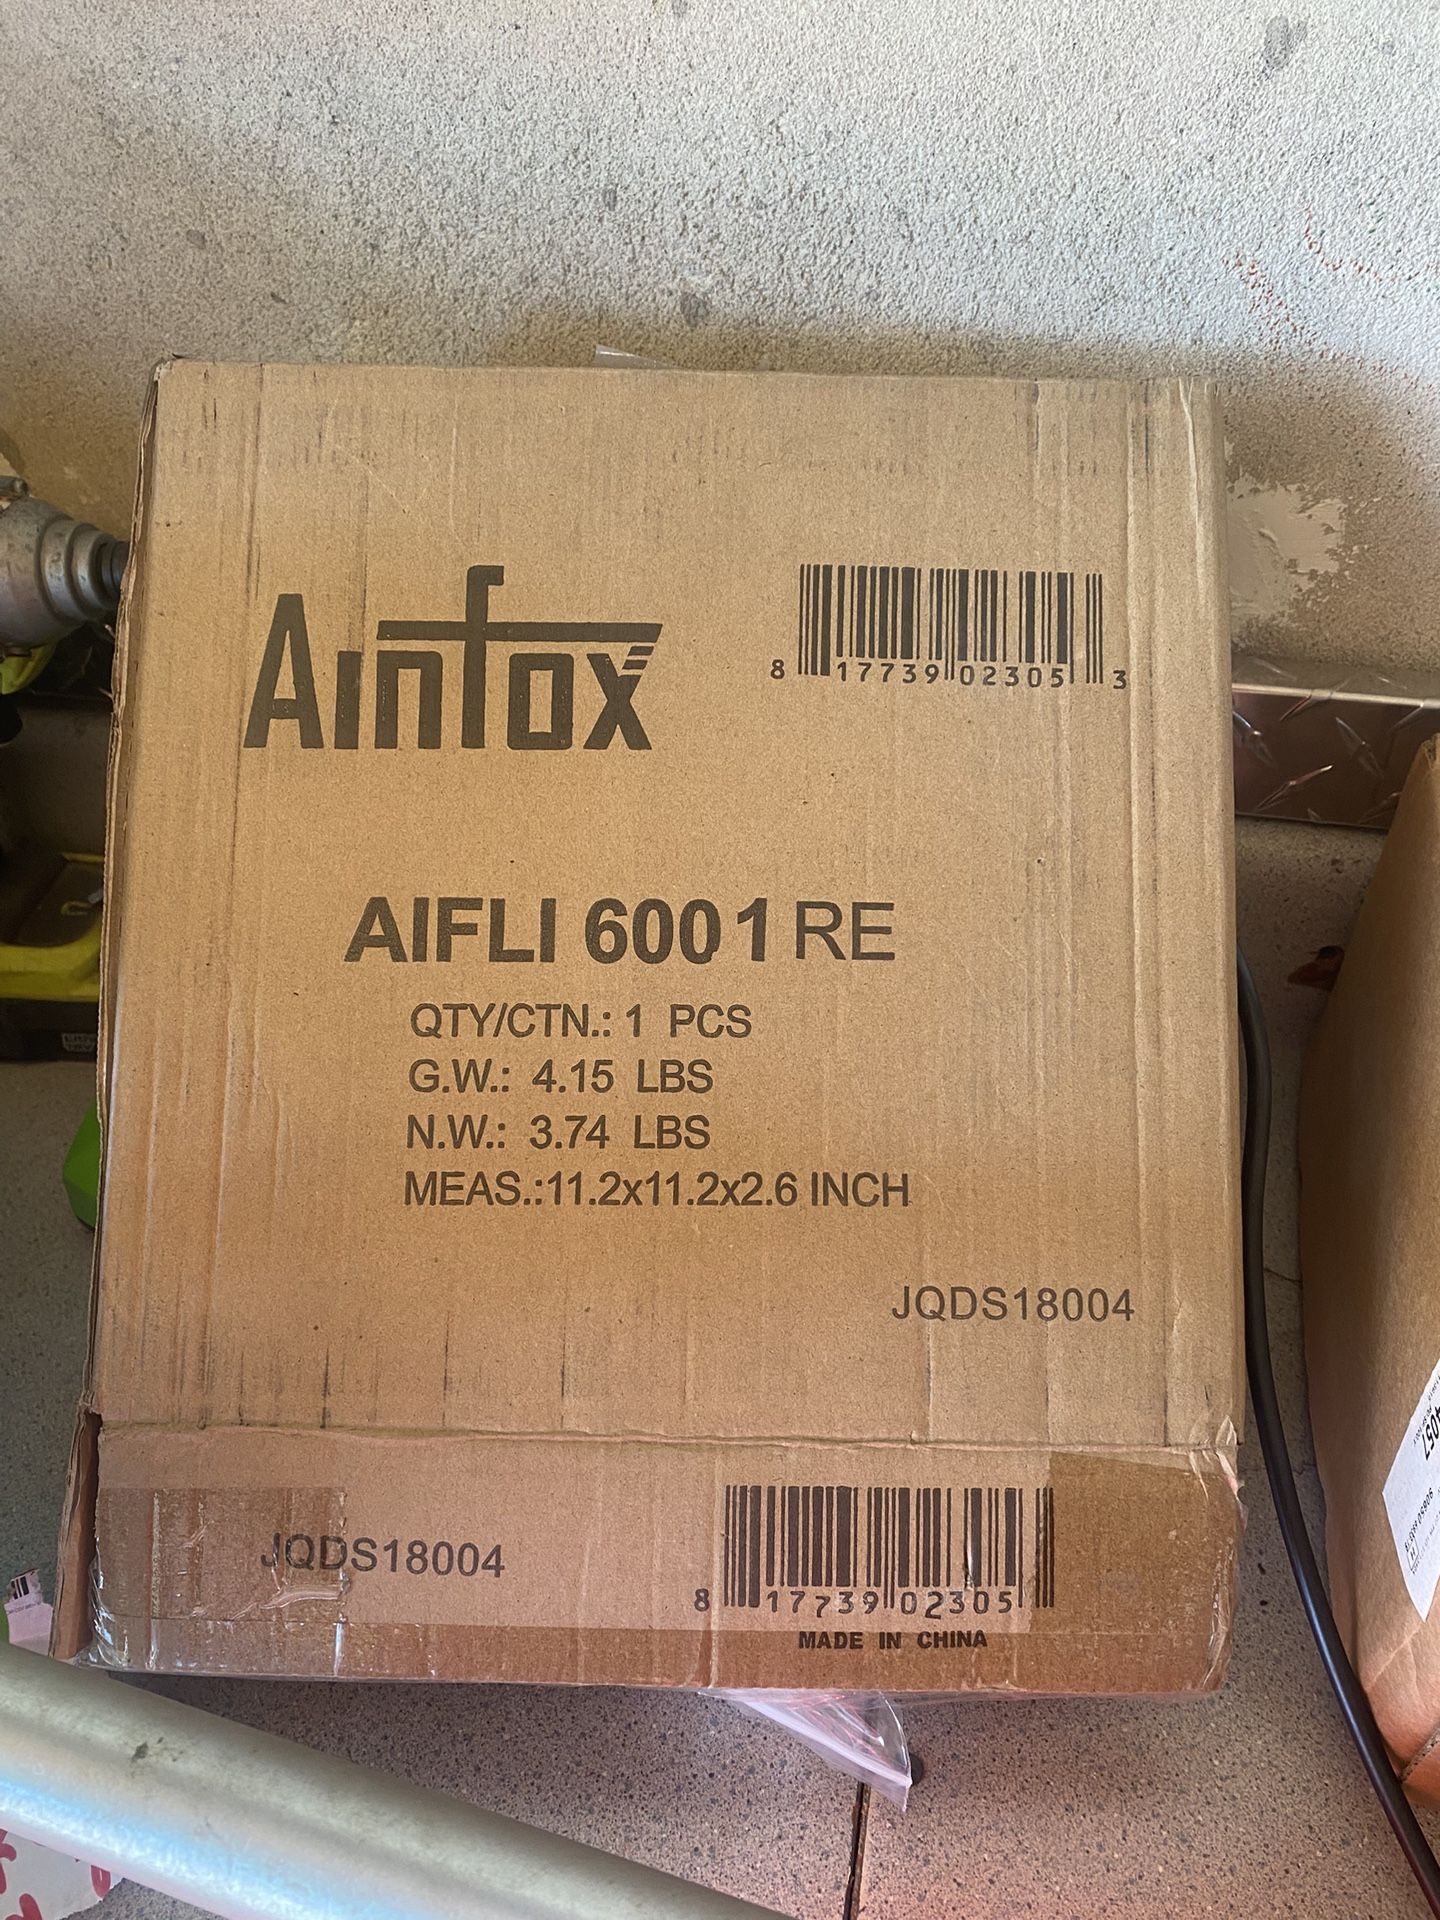 Ainfox
8 17739 02305 3
AIFLI 6001 RE
QTY/CTN.: 1 PCS
G.W.: 4.15 LBS
N.W.: 3.74 LBS
MEAS.:11.2x11.2x2.6 INCH
JQDS18004
JQDS18004
8 17739 02305
MADE IN CHINA
4057